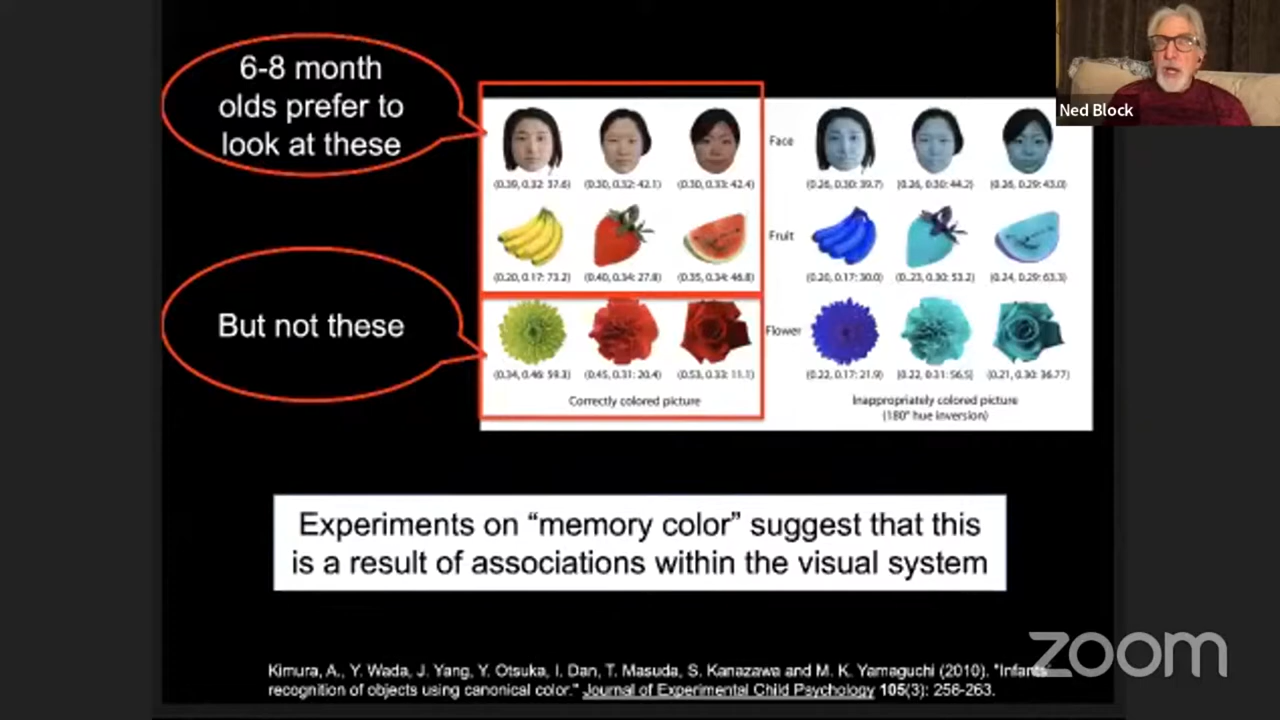 6-8 month
olds prefer to
look at these
But not these
Ned Block
Face
(0.39, 0.32: 37.6) (0.30, 0.32: 42.1) (0.30, 0.33: 42.4) (0.26, 0.30: 39.7) (0.26, 0.30: 44.2) (0.26, 0.29: 43.0)
Fruit
(0.20, 0.17: 73.2) (0.40, 0.34: 27.8) (0.35, 0.34: 46.8) (0.20, 0.17: 30.0) (0..23, 0.30: 53.2) (0.24, 0.29: 63.3)
Flower
(0.34, 0.46: 59.3) (0.45, 0.31: 20.4) (0.53, 0.33: 11.1) (0.22, 0.17: 21.9) (0.22, 0.31: 56.5) (0.21, 0.30: 36.77)
Correctly colored picture
Inappropriately colored picture
(180° hue inversion)
Experiments on “memory color” suggest that this
is a result of associations within the visual system
Kimura, A., Y. Wada, J. Yang, Y. Otsuka, I. Dan, T. Masuda, S. Kanazawa and M. K. Yamaguchi (2010). "Infants'
recognition of objects using canonical color." Journal of Experimental Child Psychology 105(3): 256-263.
zoom